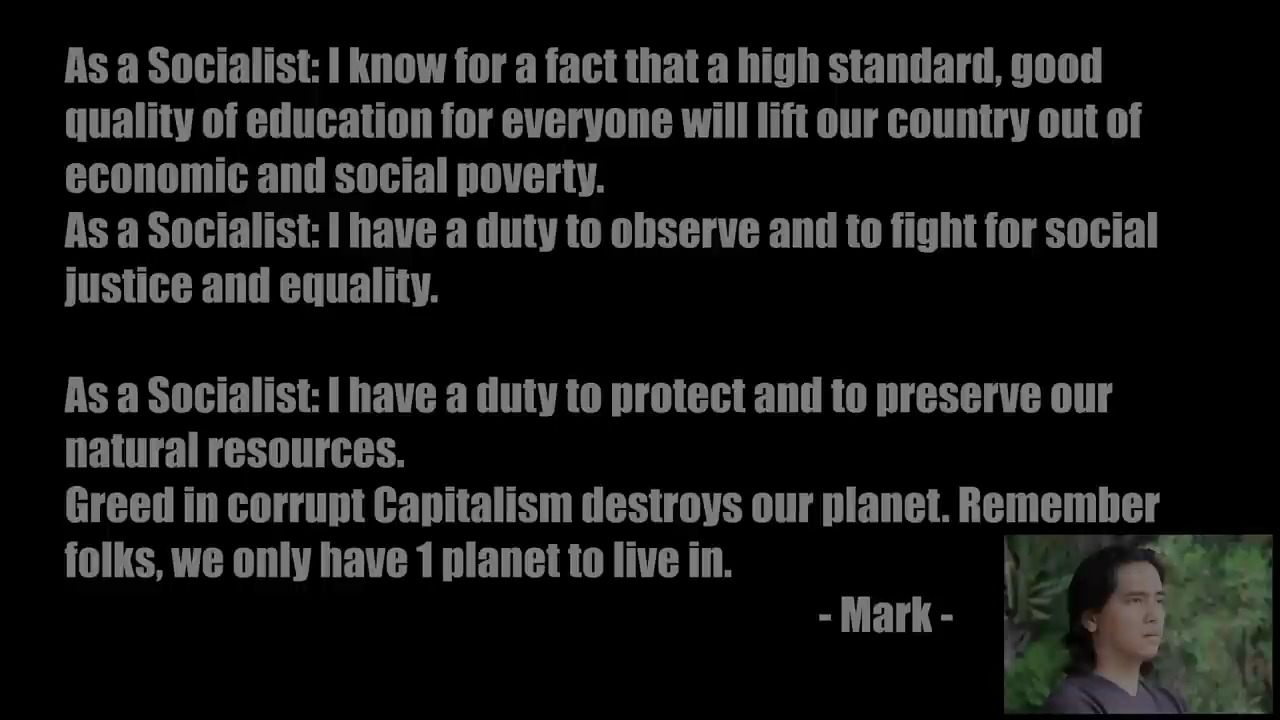 As a Socialist: I know for a fact that a high standard, good
quality of education for everyone will lift our country out of
economic and social poverty.
As a Socialist: I have a duty to observe and to fight for social
justice and equality.
As a Socialist: I have a duty to protect and to preserve our
natural resources.
Greed in corrupt Capitalism destroys our planet. Remember
folks, we only have 1 planet to live in.
- Mark -